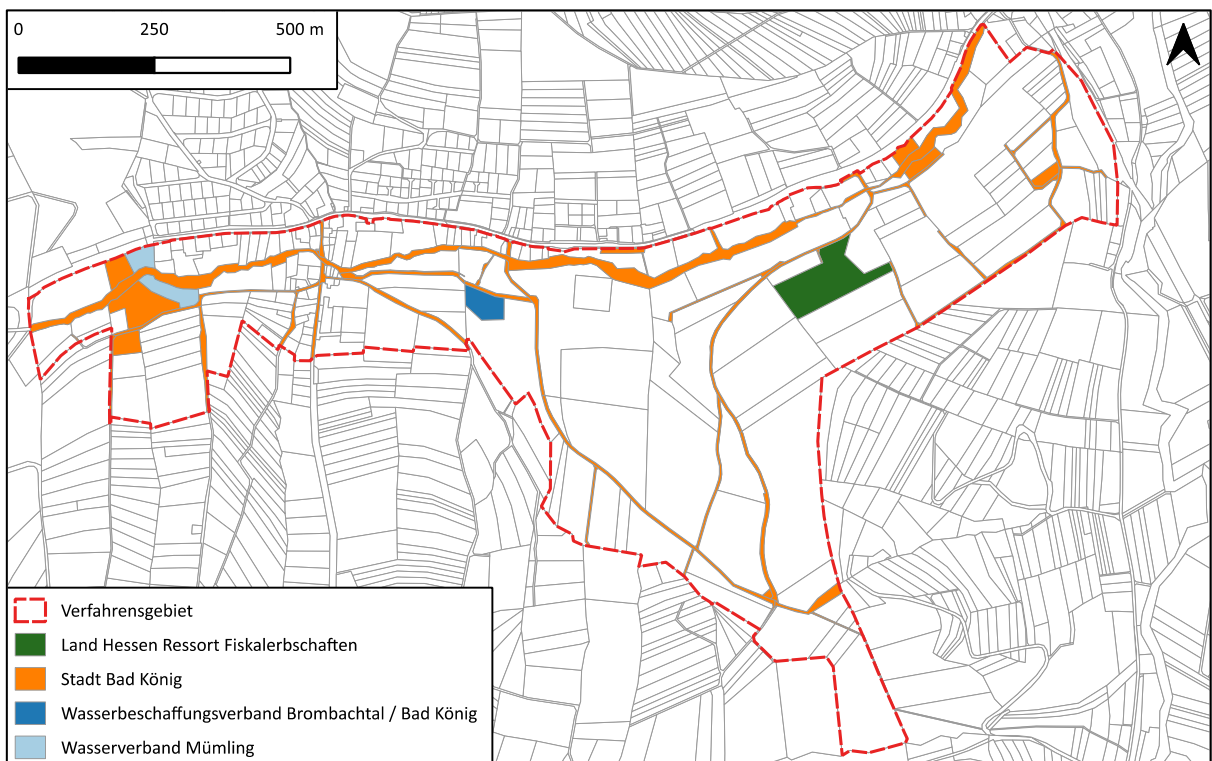 0 250 500 m
Verfahrensgebiet
Land Hessen Ressort Fiskalerbschaften
Stadt Bad König
Wasserbeschaffungsverband Brombachtal / Bad König
Wasserverband Mümling